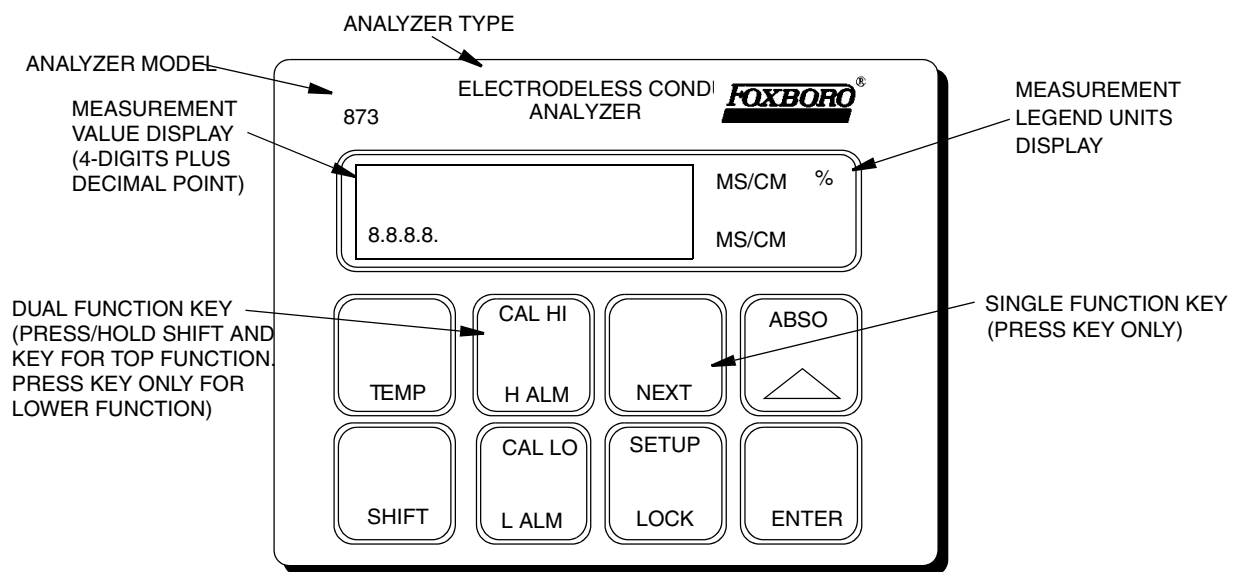 ANALYZER TYPE
ANALYZER MODEL
MEASUREMENT
VALUE DISPLAY
(4-DIGITS PLUS
DECIMAL POINT)
873
ELECTRODELESS COND
ANALYZER
FOXBORO®
MEASUREMENT
LEGEND UNITS
DISPLAY
MS/CM %
8.8.8.8.
MS/CM
DUAL FUNCTION KEY
(PRESS/HOLD SHIFT AND
KEY FOR TOP FUNCTION.
PRESS KEY ONLY FOR
LOWER FUNCTION)
TEMP
CAL HI
H ALM
NEXT
ABSO
SINGLE FUNCTION KEY
(PRESS KEY ONLY)
SHIFT
CAL LO
L ALM
SETUP
LOCK
ENTER